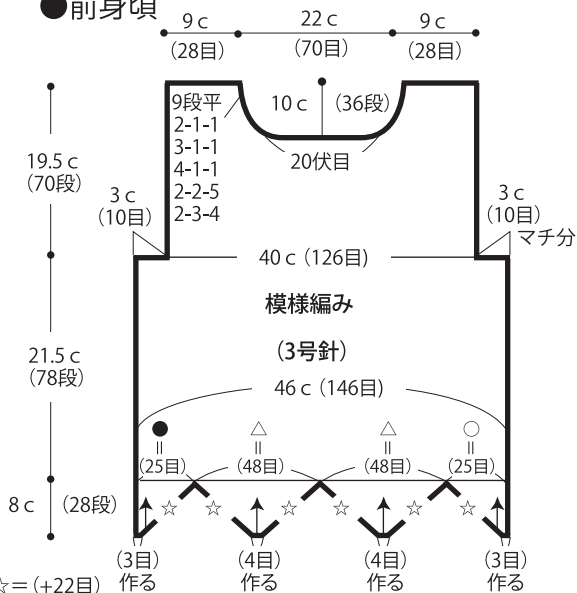 ●前身頃
9 c 22 c 9 c
(28目) (70目) (28目)
9段平
2-1-1
3-1-1
4-1-1
2-2-5
2-3-4
10 c (36段)
20伏目
19.5 c
(70段)
3 c
(10目)
3 c
(10目)
マチ分
40 c (126目)
模様編み
(3号針)
21.5 c
(78段)
46 c (146目)
● △ △ ○
= = = =
(25目) (48目) (48目) (25目)
8 c (28段)
☆ ☆ ☆ ☆ ☆ ☆
(3目) (4目) (4目) (3目)
作る 作る 作る 作る
☆=(+22目)